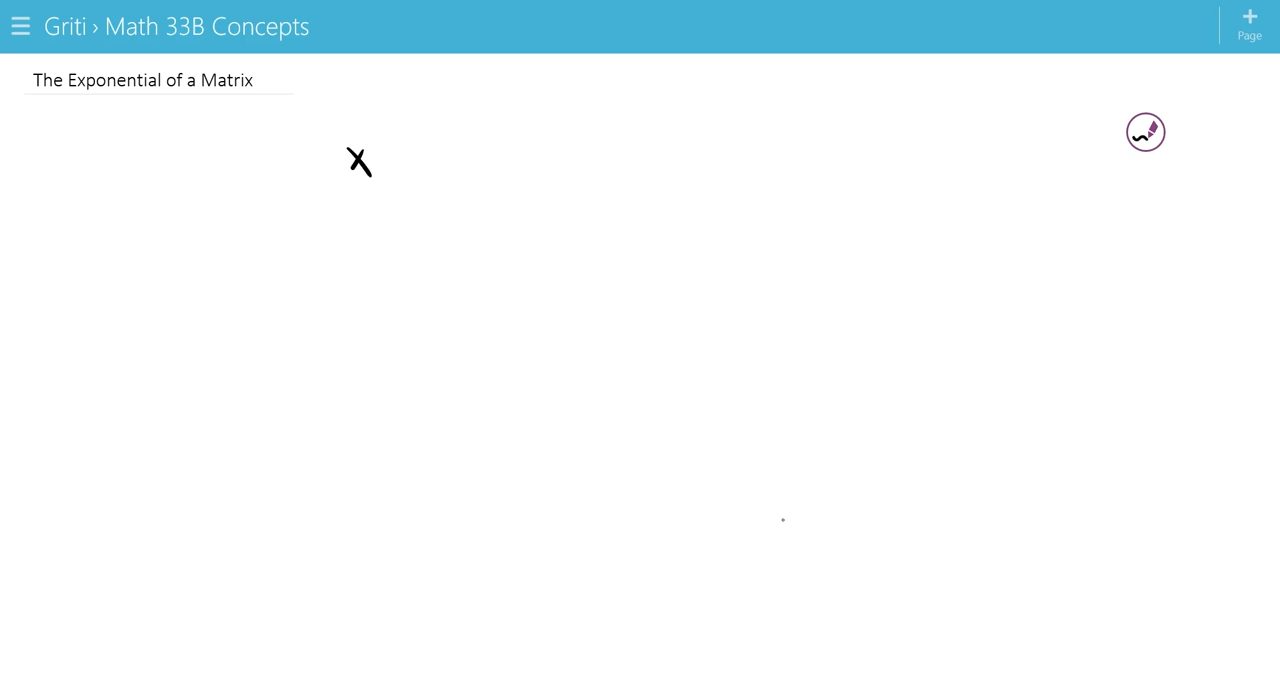 Griti › Math 33B Concepts
+
Page
The Exponential of a Matrix
x